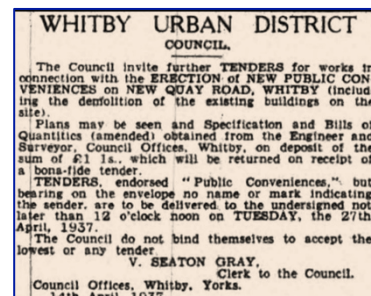 WHITBY URBAN DISTRICT
COUNCIL.
The Council invite further TENDERS for works in
connection with the ERECTION of NEW PUBLIC CON-
VENIENCES on NEW QUAY ROAD, WHITBY (includ
ing the demolition of the existing buildings on the
site).
Plans may be seen and Specification and Bills of
Quantities (amended) obtained from the Engineer and
Surveyor, Council Offices, Whitby, on deposit of the
sum of £1 1s., which will be returned on receipt of
a bona-fide tender.
TENDERS, endorsed "Public Conveniences," but
bearing on the envelope no name or mark indicating
the sender, are to be delivered to the undersigned not
later than 12 o'clock noon on TUESDAY, the 27th
April, 1937.
The Council do not bind themselves to accept the
lowest or any tender
V. SEATON GRAY,
Clerk to the Council.
Council Offices, Whitby, Yorks.
14th April, 1937.